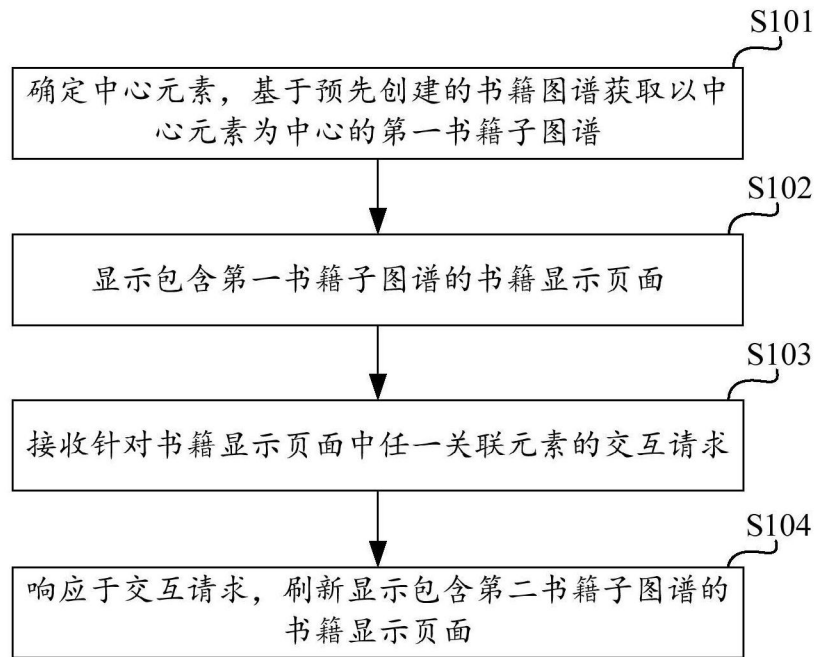 S101
确定中心元素，基于预先创建的书籍图谱获取以中
心元素为中心的第一书籍子图谱
S102
显示包含第一书籍子图谱的书籍显示页面
S103
接收针对书籍显示页面中任一关联元素的交互请求
S104
响应于交互请求，刷新显示包含第二书籍子图谱的
书籍显示页面